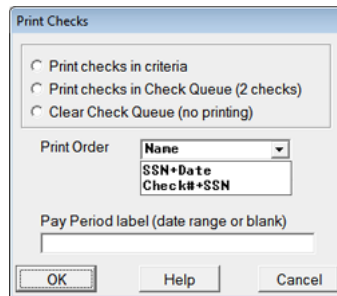 Print Checks
Print checks in criteria
Print checks in Check Queue (2 checks)
Clear Check Queue (no printing)
Print Order Name
SSN+Date
Check#+SSN
Pay Period label (date range or blank)
OK Help Cancel